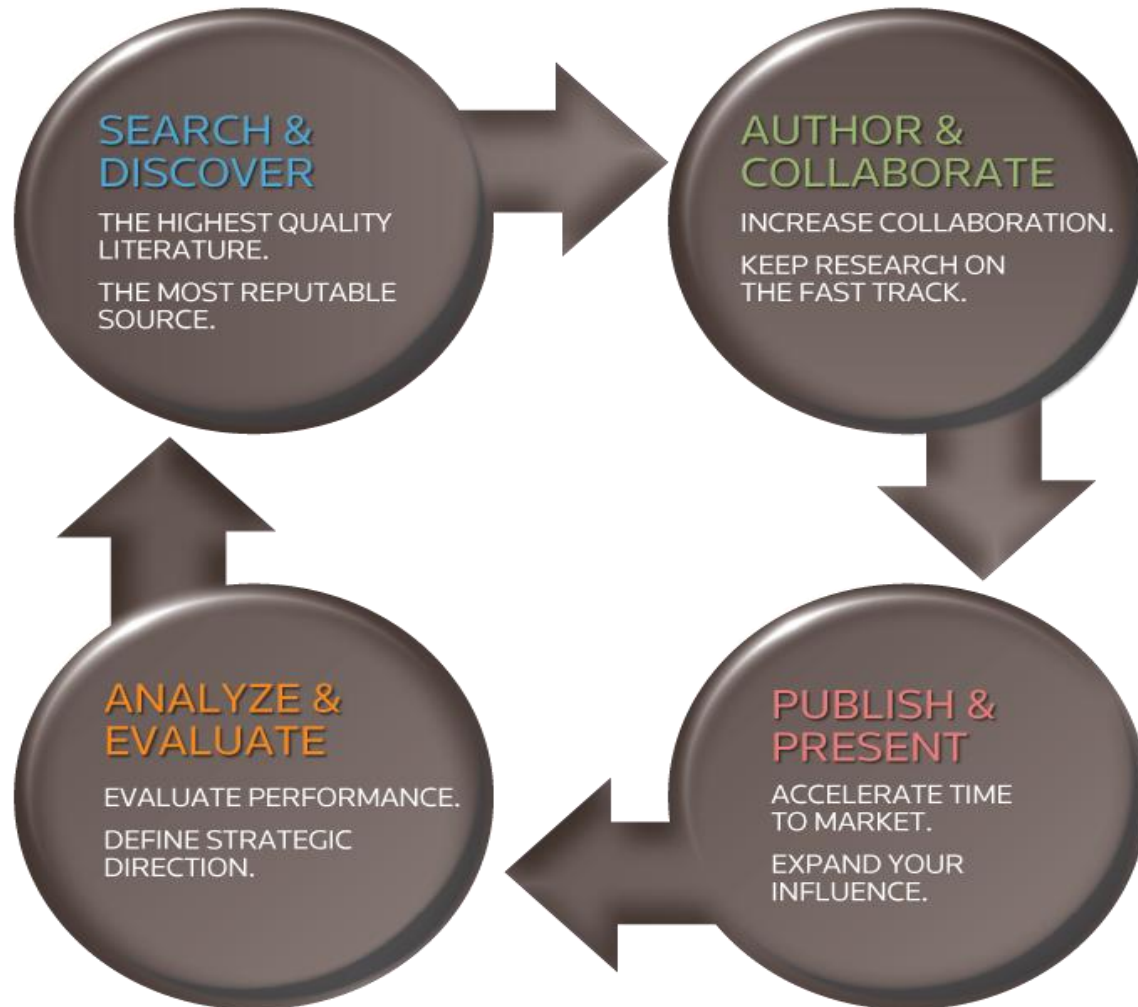 SEARCH &
DISCOVER
THE HIGHEST QUALITY
LITERATURE.
THE MOST REPUTABLE
SOURCE.
AUTHOR &
COLLABORATE
INCREASE COLLABORATION.
KEEP RESEARCH ON
THE FAST TRACK.
PUBLISH &
PRESENT
ACCELERATE TIME
TO MARKET.
EXPAND YOUR
INFLUENCE.
ANALYZE &
EVALUATE
EVALUATE PERFORMANCE.
DEFINE STRATEGIC
DIRECTION.